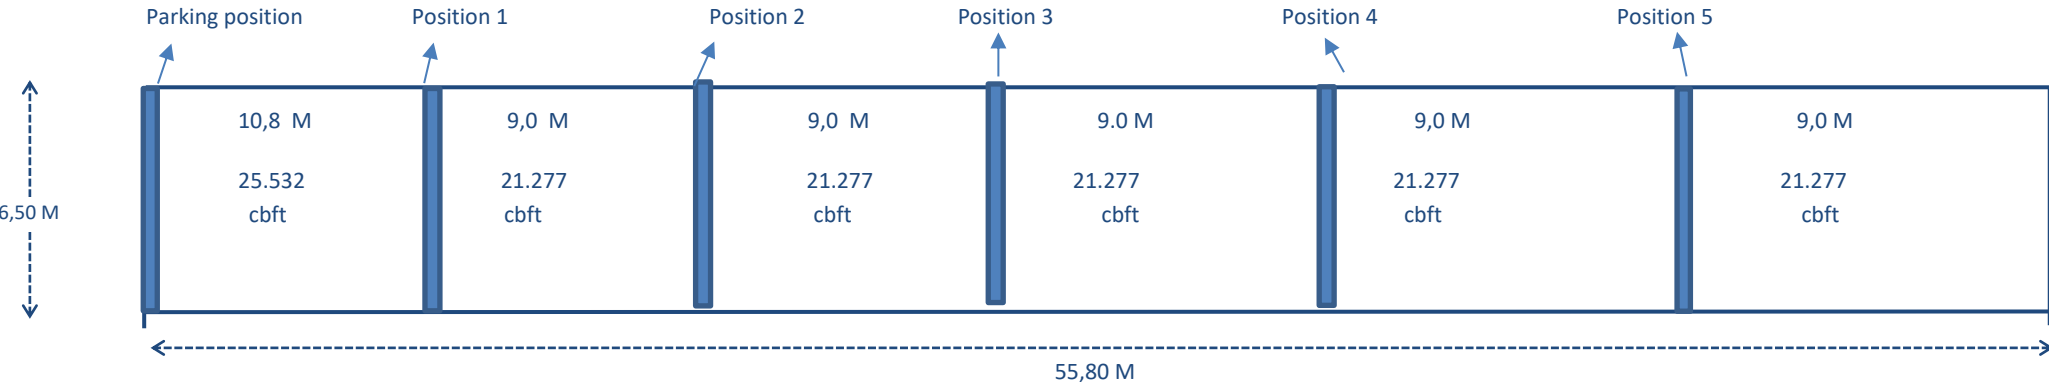 Parking position
Position 1
Position 2
Position 3
Position 4
Position 5
10,8 M
9,0 M
9,0 M
9.0 M
9,0 M
9,0 M
25.532
21.277
21.277
21.277
21.277
21.277
cbft
cbft
cbft
cbft
cbft
cbft
6,50 M
55,80 M